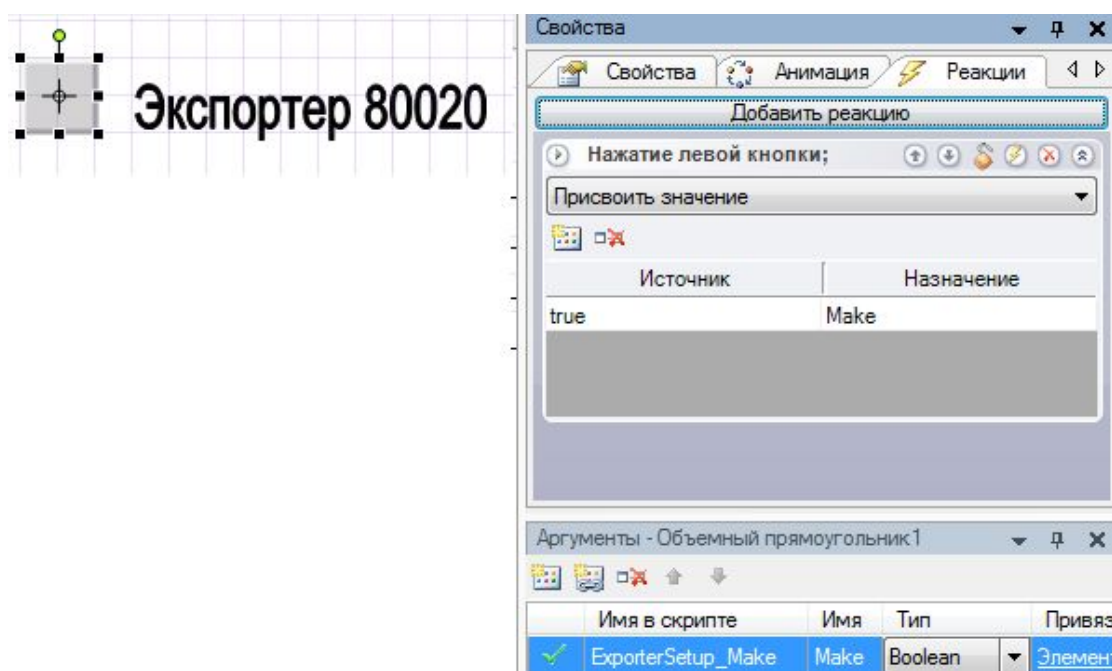 Свойства
Свойства Анимация Реакции
Экспортер 80020
Добавить реакцию
Нажатие левой кнопки;
Присвоить значение
Источник Назначение
true Make
Аргументы - Объемный прямоугольник1
Имя в скрипте Имя Тип Привяз
ExporterSetup_Make Make Boolean Элемен